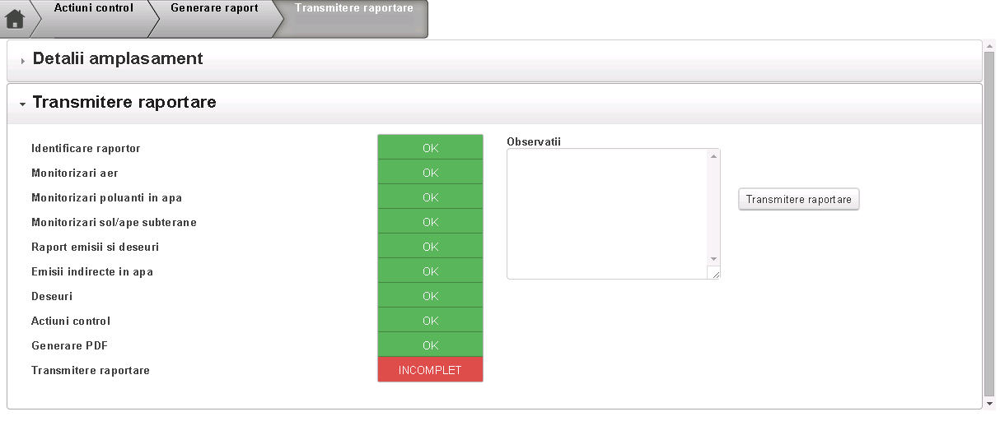 Actiuni control
Generare raport
Transmitere raportare
Detalii amplasament
Transmitere raportare
Identificare raportor OK
Monitorizari aer OK
Monitorizari poluanti in apa OK
Monitorizari sol/ape subterane OK
Raport emisii si deseuri OK
Emisii indirecte in apa OK
Deseuri OK
Actiuni control OK
Generare PDF OK
Transmitere raportare INCOMPLET
Observatii
Transmitere raportare